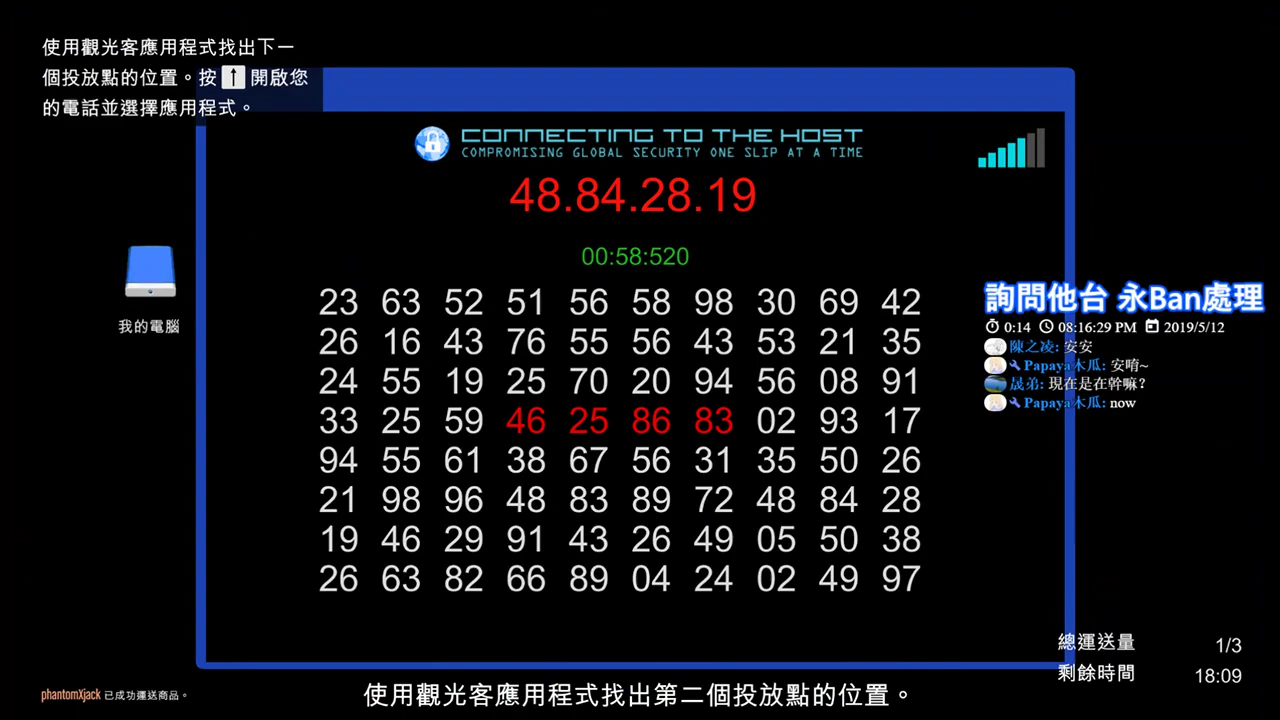 使用觀光客應用程式找出下一
個投放點的位置。按 ↑ 開啟您
的電話並選擇應用程式。
CONNECTING TO THE HOST
COMPROMISING GLOBAL SECURITY ONE SLIP AT A TIME
48.84.28.19
00:58:520
我的電腦
23 63 52 51 56 58 98 30 69 42
26 16 43 76 55 56 43 53 21 35
24 55 19 25 70 20 94 56 08 91
33 25 59 46 25 86 83 02 93 17
94 55 61 38 67 56 31 35 50 26
21 98 96 48 83 89 72 48 84 28
19 46 29 91 43 26 49 05 50 38
26 63 82 66 89 04 24 02 49 97
詢問他台 永Ban處理
0:14 08:16:29 PM 2019/5/12
陳之凌: 安安
Papaya木瓜: 安唷~
晟弟: 現在是在幹嘛?
Papaya木瓜: now
總運送量 1/3
剩餘時間 18:09
phantomXjack 已成功運送商品。
使用觀光客應用程式找出第二個投放點的位置。